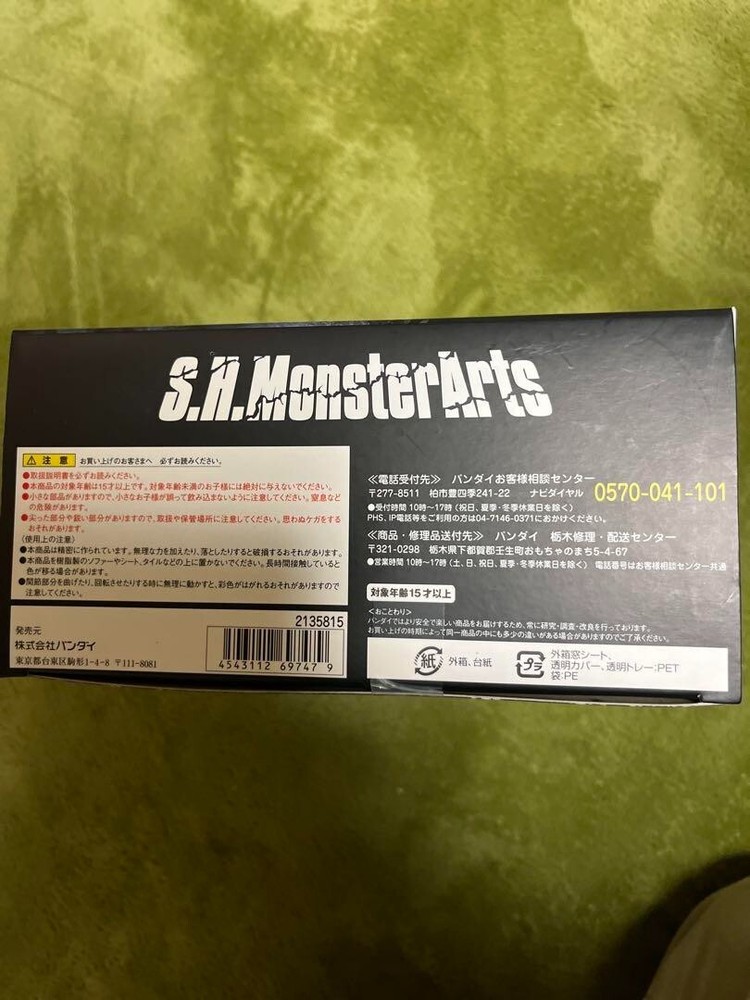 S.H.MonsterArts
注意 お買い上げのお客さまへ 必ずお読みください。
●取扱説明書を必ずお読みください。
●本商品の対象年齢は15才以上です。対象年齢未満のお子様には絶対に与えないでください。
●小さな部品がありますので、小さなお子様が誤って飲み込まないように注意してください。窒息など
の危険があります。
●尖った部分や鋭い部分がありますので、取扱や保管場所に注意してください。思わぬケガをする
おそれがあります。
〈使用上の注意〉
●本商品は精密に作られています。無理な力を加えたり、落としたりすると破損するおそれがあります。
●本商品を樹脂製のソファーやシート、タイルなどの上に置かないでください。長時間接触していると
色が移る場合があります。
●関節部分を曲げたり、回転させたりする時に無理に動かすと、彩色がはがれるおそれがありますので
注意してください。
発売元
株式会社バンダイ
東京都台東区駒形1-4-8 〒111-8081
2135815
4543112 69747 9
≪電話受付先≫ バンダイお客様相談センター
〒277-8511 柏市豊四季241-22 ナビダイヤル 0570-041-101
●受付時間 10時〜17時(祝日、夏季・冬季休業日を除く)
PHS、IP電話等をご利用の方は04-7146-0371におかけください。
≪商品・修理品送付先≫ バンダイ 栃木修理・配送センター
〒321-0298 栃木県下都賀郡壬生町おもちゃのまち5-4-67
●営業時間 10時〜17時(土、日、祝日、夏季・冬季休業日を除く) 電話番号はお客様相談センター共通
対象年齢15才以上
<おことわり>
バンダイではより安全で楽しい商品をお届けするため、常に研究・調査・改良を行っております。
お買い上げの時期によって同一商品の中にも多少の違いがある場合がありますのでご了承ください。
紙 外箱、台紙
プラ 外箱窓シート、
透明カバー、透明トレー:PET
袋:PE